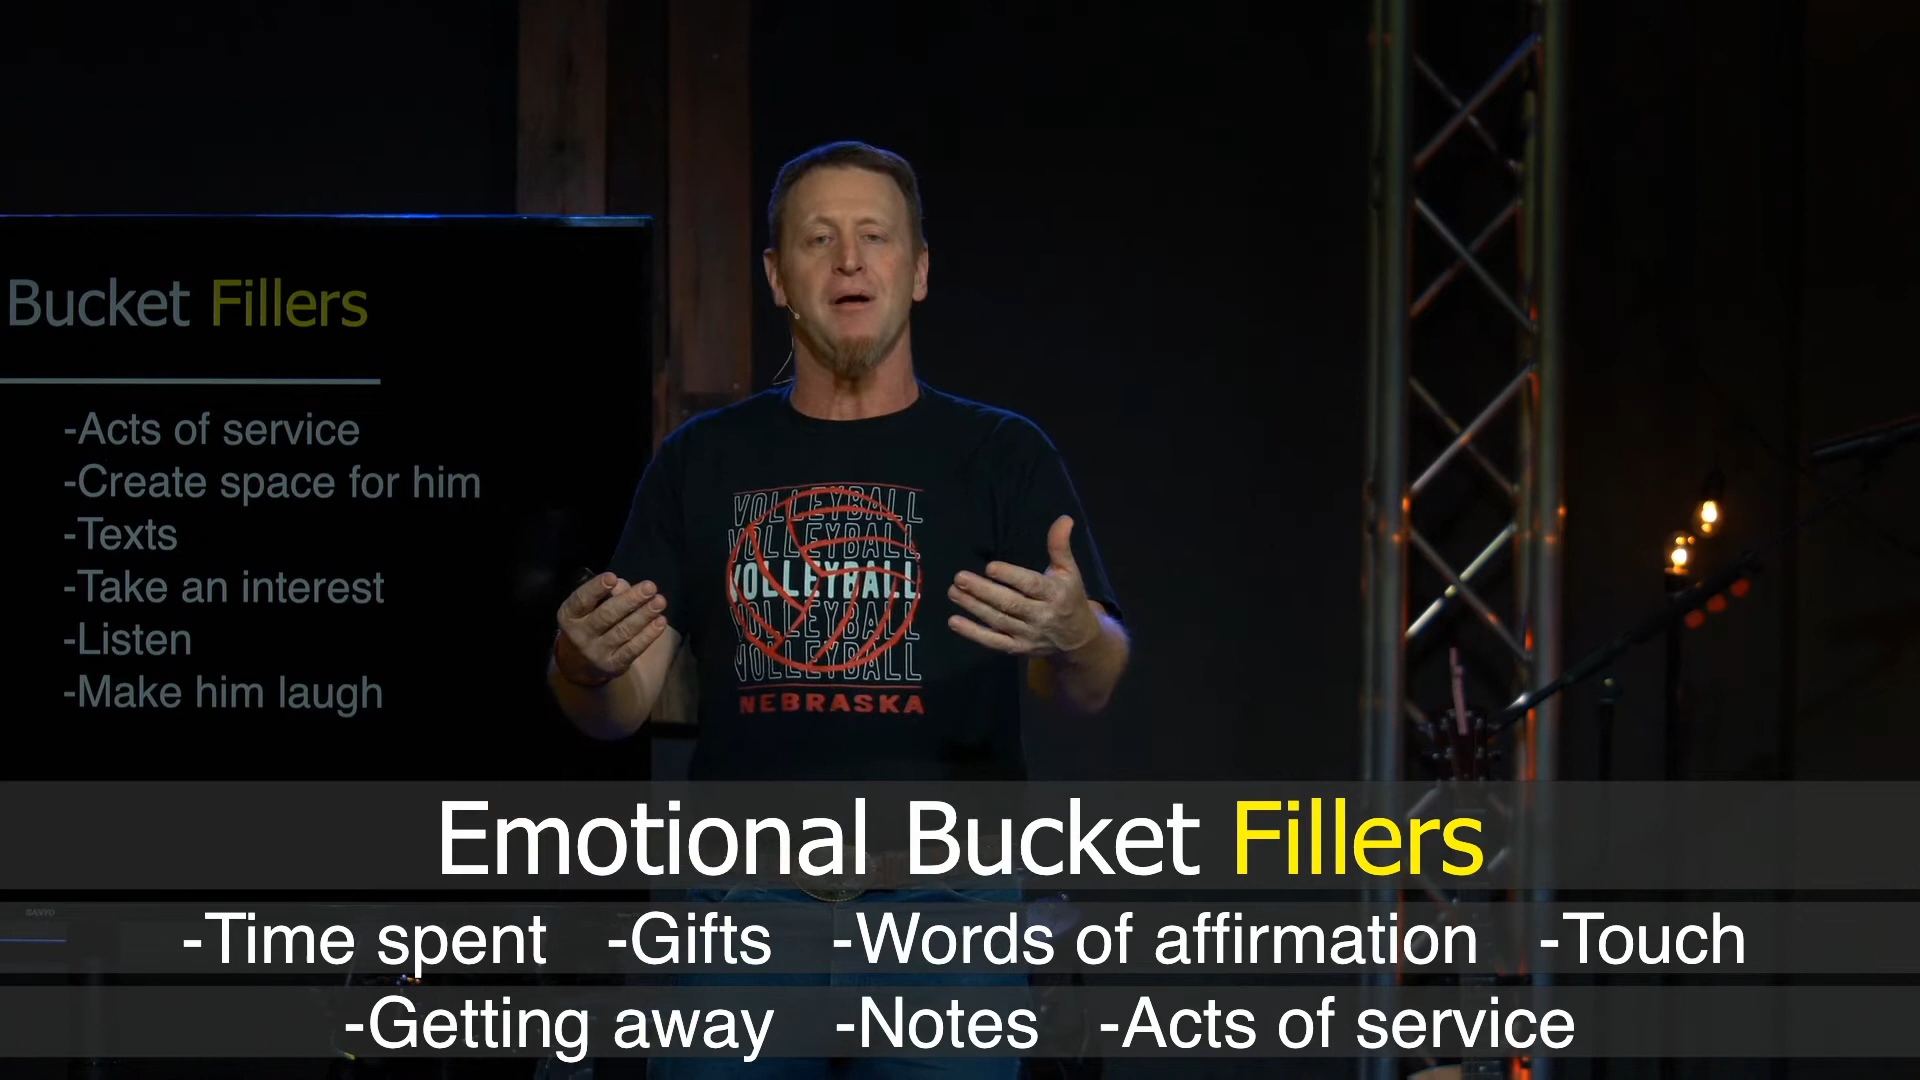 Bucket Fillers
-Acts of service
-Create space for him
-Texts
-Take an interest
-Listen
-Make him laugh
VOLLEYBALL
VOLLEYBALL
VOLLEYBALL
VOLLEYBALL
VOLLEYBALL
NEBRASKA
Emotional Bucket Fillers
SANYO
-Time spent -Gifts -Words of affirmation -Touch
-Getting away -Notes -Acts of service